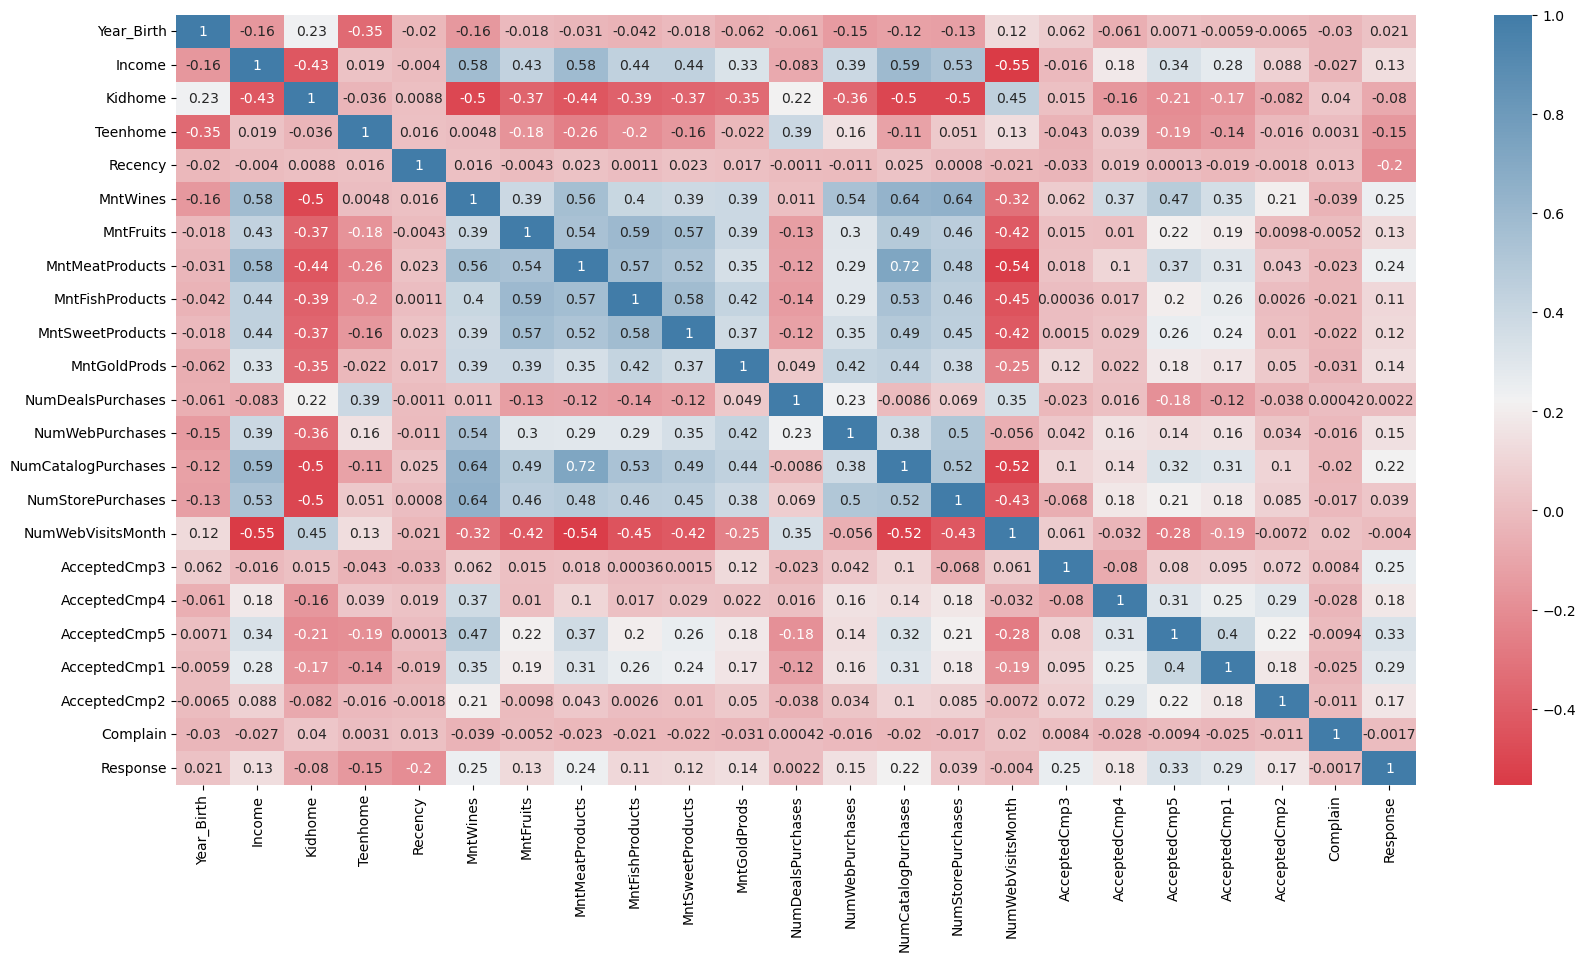 Year_Birth 1 -0.16 0.23 -0.35 -0.02 -0.16 -0.018 -0.031 -0.042 -0.018 -0.062 -0.061 -0.15 -0.12 -0.13 0.12 0.062 -0.061 0.0071 -0.0059 -0.0065 -0.03 0.021
Income -0.16 1 -0.43 0.019 -0.004 0.58 0.43 0.58 0.44 0.44 0.33 -0.083 0.39 0.59 0.53 -0.55 -0.016 0.18 0.34 0.28 0.088 -0.027 0.13
Kidhome 0.23 -0.43 1 -0.036 0.0088 -0.5 -0.37 -0.44 -0.39 -0.37 -0.35 0.22 -0.36 -0.5 -0.5 0.45 0.015 -0.16 -0.21 -0.17 -0.082 0.04 -0.08
Teenhome -0.35 0.019 -0.036 1 0.016 0.0048 -0.18 -0.26 -0.2 -0.16 -0.022 0.39 0.16 -0.11 0.051 0.13 -0.043 0.039 -0.19 -0.14 -0.016 0.0031 -0.15
Recency -0.02 -0.004 0.0088 0.016 1 0.016 -0.0043 0.023 0.0011 0.023 0.017 -0.0011 -0.011 0.025 0.0008 -0.021 -0.033 0.019 0.00013 -0.019 -0.0018 0.013 -0.2
MntWines -0.16 0.58 -0.5 0.0048 0.016 1 0.39 0.56 0.4 0.39 0.39 0.011 0.54 0.64 0.64 -0.32 0.062 0.37 0.47 0.35 0.21 -0.039 0.25
MntFruits -0.018 0.43 -0.37 -0.18 -0.0043 0.39 1 0.54 0.59 0.57 0.39 -0.13 0.3 0.49 0.46 -0.42 0.015 0.01 0.22 0.19 -0.0098 -0.0052 0.13
MntMeatProducts -0.031 0.58 -0.44 -0.26 0.023 0.56 0.54 1 0.57 0.52 0.35 -0.12 0.29 0.72 0.48 -0.54 0.018 0.1 0.37 0.31 0.043 -0.023 0.24
MntFishProducts -0.042 0.44 -0.39 -0.2 0.0011 0.4 0.59 0.57 1 0.58 0.42 -0.14 0.29 0.53 0.46 -0.45 0.00036 0.017 0.2 0.26 0.0026 -0.021 0.11
MntSweetProducts -0.018 0.44 -0.37 -0.16 0.023 0.39 0.57 0.52 0.58 1 0.37 -0.12 0.35 0.49 0.45 -0.42 0.0015 0.029 0.26 0.24 0.01 -0.022 0.12
MntGoldProds -0.062 0.33 -0.35 -0.022 0.017 0.39 0.39 0.35 0.42 0.37 1 0.049 0.42 0.44 0.38 -0.25 0.12 0.022 0.18 0.17 0.05 -0.031 0.14
NumDealsPurchases -0.061 -0.083 0.22 0.39 -0.0011 0.011 -0.13 -0.12 -0.14 -0.12 0.049 1 0.23 -0.0086 0.069 0.35 -0.023 0.016 -0.18 -0.12 -0.038 0.00042 0.0022
NumWebPurchases -0.15 0.39 -0.36 0.16 -0.011 0.54 0.3 0.29 0.29 0.35 0.42 0.23 1 0.38 0.5 -0.056 0.042 0.16 0.14 0.16 0.034 -0.016 0.15
NumCatalogPurchases -0.12 0.59 -0.5 -0.11 0.025 0.64 0.49 0.72 0.53 0.49 0.44 -0.0086 0.38 1 0.52 -0.52 0.1 0.14 0.32 0.31 0.1 -0.02 0.22
NumStorePurchases -0.13 0.53 -0.5 0.051 0.0008 0.64 0.46 0.48 0.46 0.45 0.38 0.069 0.5 0.52 1 -0.43 -0.068 0.18 0.21 0.18 0.085 -0.017 0.039
NumWebVisitsMonth 0.12 -0.55 0.45 0.13 -0.021 -0.32 -0.42 -0.54 -0.45 -0.42 -0.25 0.35 -0.056 -0.52 -0.43 1 0.061 -0.032 -0.28 -0.19 -0.0072 0.02 -0.004
AcceptedCmp3 0.062 -0.016 0.015 -0.043 -0.033 0.062 0.015 0.018 0.00036 0.0015 0.12 -0.023 0.042 0.1 -0.068 0.061 1 -0.08 0.08 0.095 0.072 0.0084 0.25
AcceptedCmp4 -0.061 0.18 -0.16 0.039 0.019 0.37 0.01 0.1 0.017 0.029 0.022 0.016 0.16 0.14 0.18 -0.032 -0.08 1 0.31 0.25 0.29 -0.028 0.18
AcceptedCmp5 0.0071 0.34 -0.21 -0.19 0.00013 0.47 0.22 0.37 0.2 0.26 0.18 -0.18 0.14 0.32 0.21 -0.28 0.08 0.31 1 0.4 0.22 -0.0094 0.33
AcceptedCmp1 -0.0059 0.28 -0.17 -0.14 -0.019 0.35 0.19 0.31 0.26 0.24 0.17 -0.12 0.16 0.31 0.18 -0.19 0.095 0.25 0.4 1 0.18 -0.025 0.29
AcceptedCmp2 -0.0065 0.088 -0.082 -0.016 -0.0018 0.21 -0.0098 0.043 0.0026 0.01 0.05 -0.038 0.034 0.1 0.085 -0.0072 0.072 0.29 0.22 0.18 1 -0.011 0.17
Complain -0.03 -0.027 0.04 0.0031 0.013 -0.039 -0.0052 -0.023 -0.021 -0.022 -0.031 0.00042 -0.016 -0.02 -0.017 0.02 0.0084 -0.028 -0.0094 -0.025 -0.011 1 -0.0017
Response 0.021 0.13 -0.08 -0.15 -0.2 0.25 0.13 0.24 0.11 0.12 0.14 0.0022 0.15 0.22 0.039 -0.004 0.25 0.18 0.33 0.29 0.17 -0.0017 1
Year_Birth
Income
Kidhome
Teenhome
Recency
MntWines
MntFruits
MntMeatProducts
MntFishProducts
MntSweetProducts
MntGoldProds
NumDealsPurchases
NumWebPurchases
NumCatalogPurchases
NumStorePurchases
NumWebVisitsMonth
AcceptedCmp3
AcceptedCmp4
AcceptedCmp5
AcceptedCmp1
AcceptedCmp2
Complain
Response
1.0
0.8
0.6
0.4
0.2
0.0
−0.2
−0.4